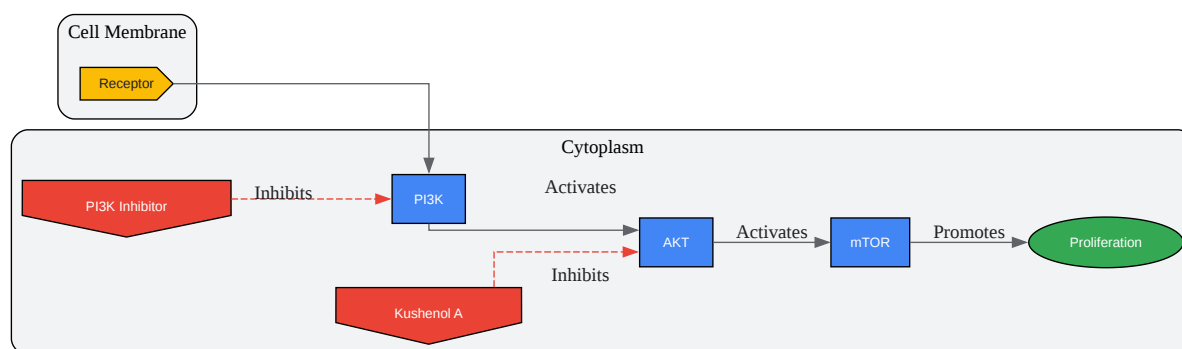 Cell Membrane
Receptor
Cytoplasm
PI3K Inhibitor
Inhibits
PI3K
Activates
AKT
Activates
mTOR
Promotes
Proliferation
Inhibits
Kushenol A